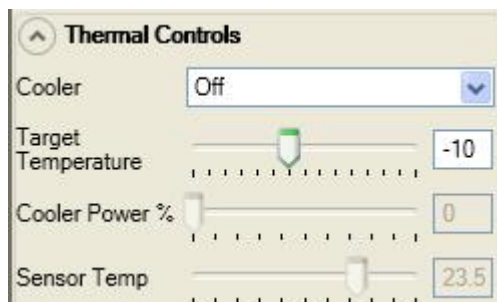 Thermal Controls
Cooler Off
Target
Temperature -10
Cooler Power % 0
Sensor Temp 23.5